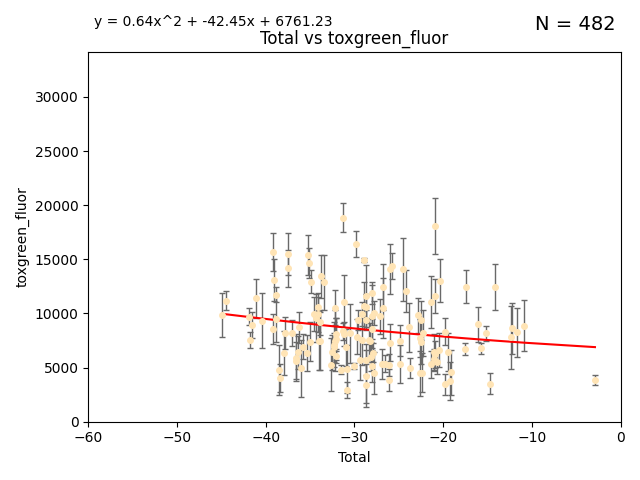 y = 0.64x^2 + -42.45x + 6761.23
N = 482
Total vs toxgreen_fluor
30000
25000
20000
15000
10000
5000
0
toxgreen_fluor
−60 −50 −40 −30 −20 −10 0
Total